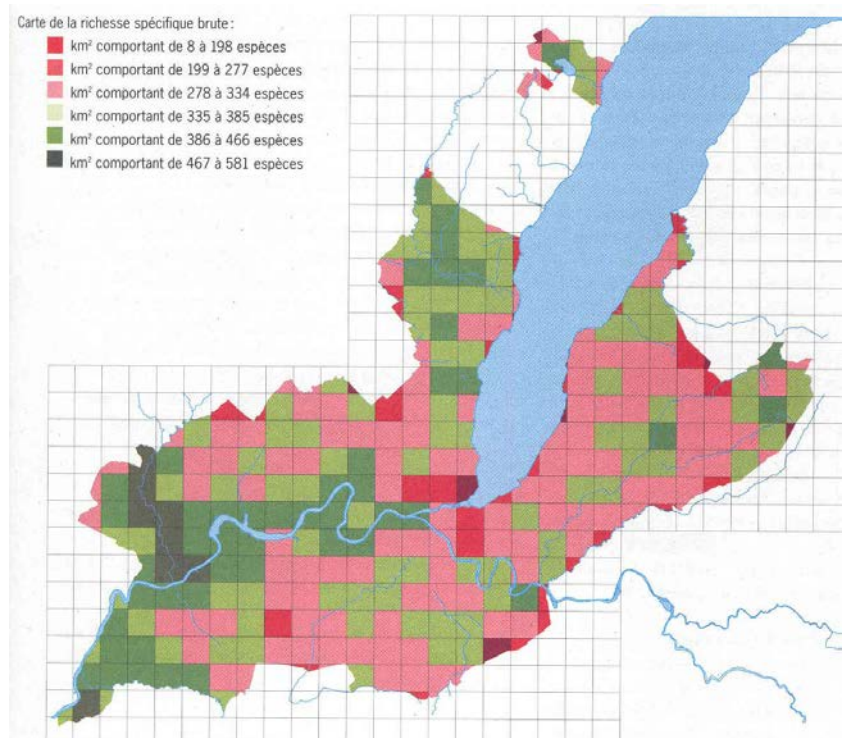 Carte de la richesse spécifique brute :
km² comportant de 8 à 198 espèces
km² comportant de 199 à 277 espèces
km² comportant de 278 à 334 espèces
km² comportant de 335 à 385 espèces
km² comportant de 386 à 466 espèces
km² comportant de 467 à 581 espèces